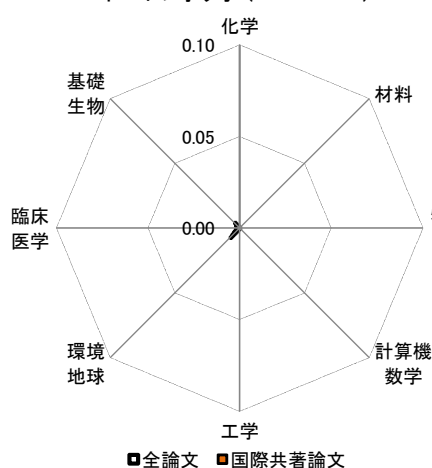 化学
0.10
基礎
生物
材料
0.05
臨床
医学
0.00
環境
地球
計算機
数学
工学
全論文 国際共著論文